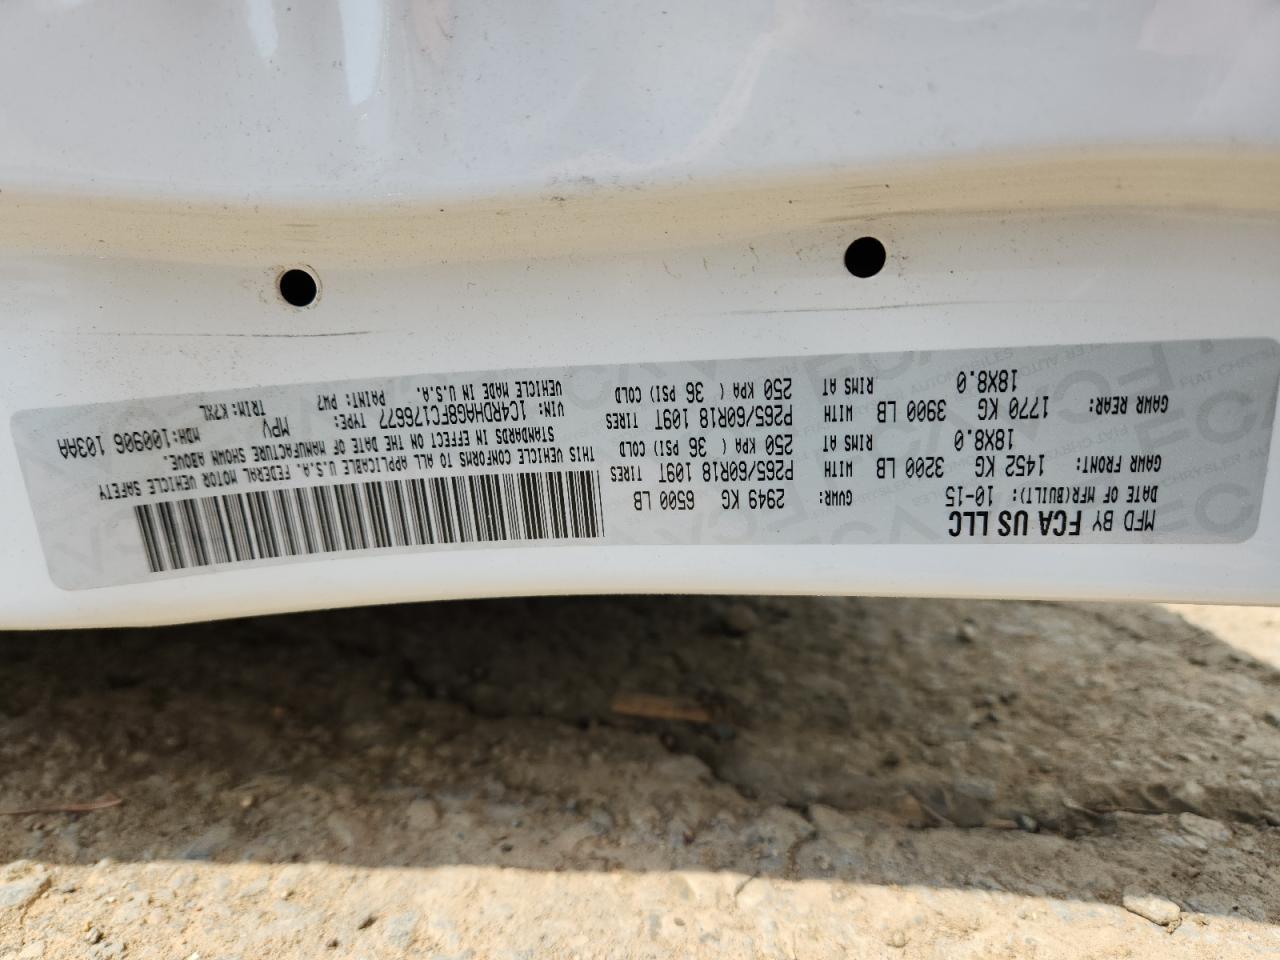 MFD BY FCA US LLC
DATE OF MFR(BUILT): 10-15 GVWR: 2949 KG 6500 LB
GAWR FRONT: 1452 KG 3200 LB WITH P265/60R18 109T TIRES
18X8.0 RIMS AT 250 KPA ( 36 PSI) COLD
GAWR REAR: 1770 KG 3900 LB WITH P265/60R18 109T TIRES
18X8.0 RIMS AT 250 KPA ( 36 PSI) COLD
THIS VEHICLE CONFORMS TO ALL APPLICABLE U.S.A. FEDERAL MOTOR VEHICLE SAFETY
STANDARDS IN EFFECT ON THE DATE OF MANUFACTURE SHOWN ABOVE.
VIN: 1C4RDHAG8FC176677 TYPE: MPV MDH:100906 103AA
VEHICLE MADE IN U.S.A. PAINT: PW7 TRIM:K7XL